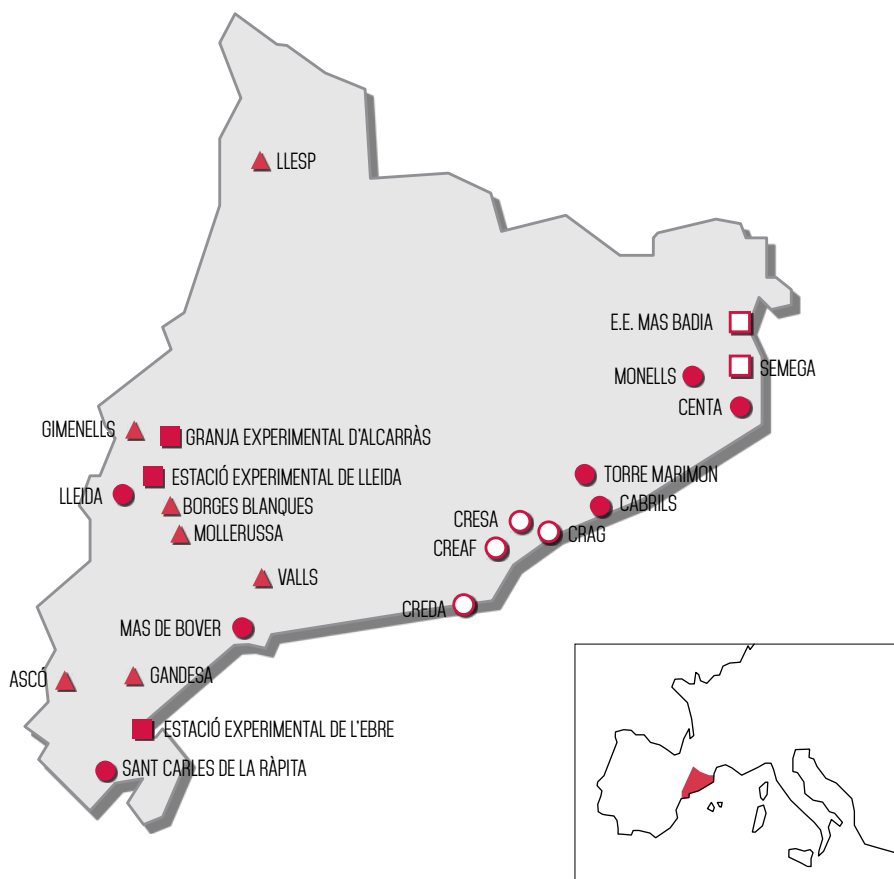 LLESP
E.E. MAS BADIA
SEMEGA
MONELLS
CENTA
GIMENELLS
GRANJA EXPERIMENTAL D'ALCARRÀS
ESTACIÓ EXPERIMENTAL DE LLEIDA
TORRE MARIMON
LLEIDA
BORGES BLANQUES
CABRILS
CRESA
MOLLERUSSA
CRAG
CREAF
VALLS
CREDA
MAS DE BOVER
ASCÓ
GANDESA
ESTACIÓ EXPERIMENTAL DE L'EBRE
SANT CARLES DE LA RÀPITA